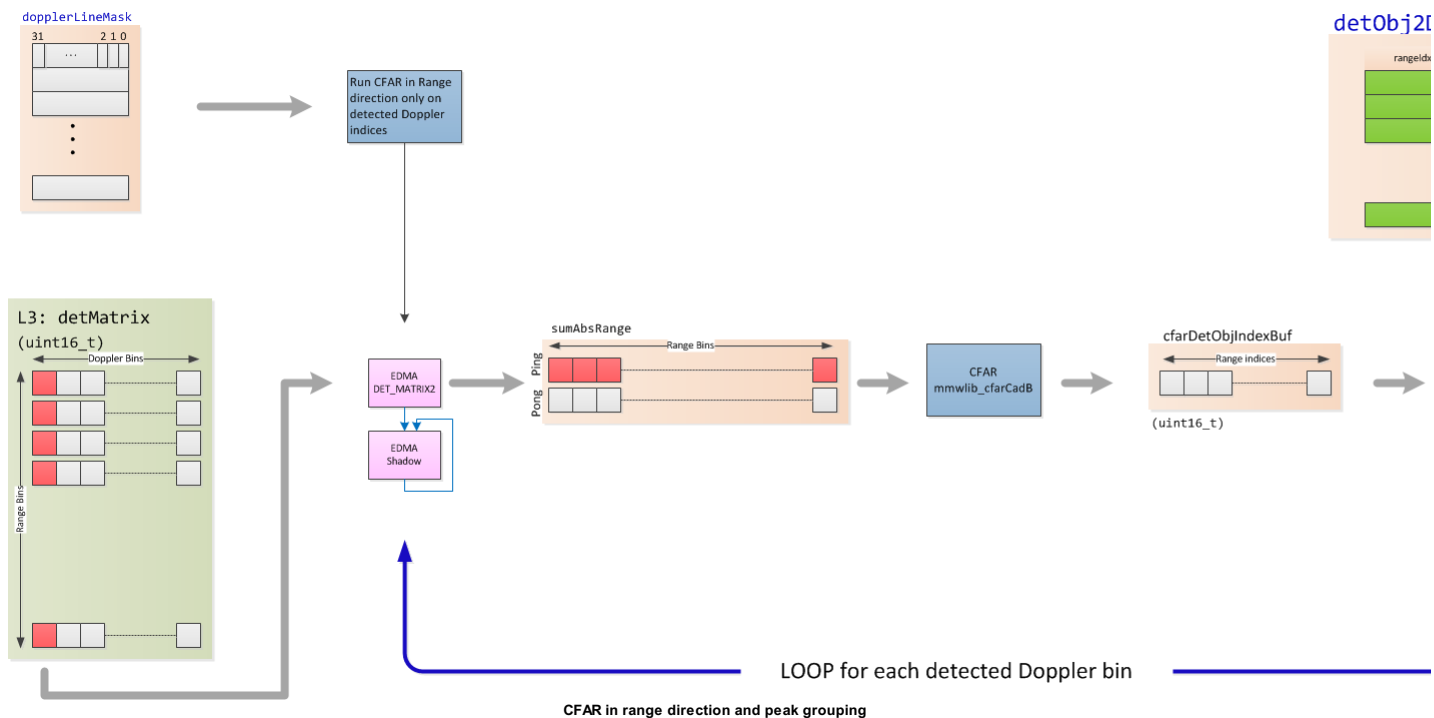 dopplerLineMask
31 ... 2 1 0
Run CFAR in Range
direction only on
detected Doppler
indices
detObj2D
rangeIdx
L3: detMatrix
(uint16_t)
Doppler Bins
Range Bins
EDMA
DET_MATRIX2
EDMA
Shadow
sumAbsRange
Range Bins
Ping
Pong
CFAR
mmwlib_cfarCadB
cfarDetObjIndexBuf
Range indices
(uint16_t)
LOOP for each detected Doppler bin
CFAR in range direction and peak grouping